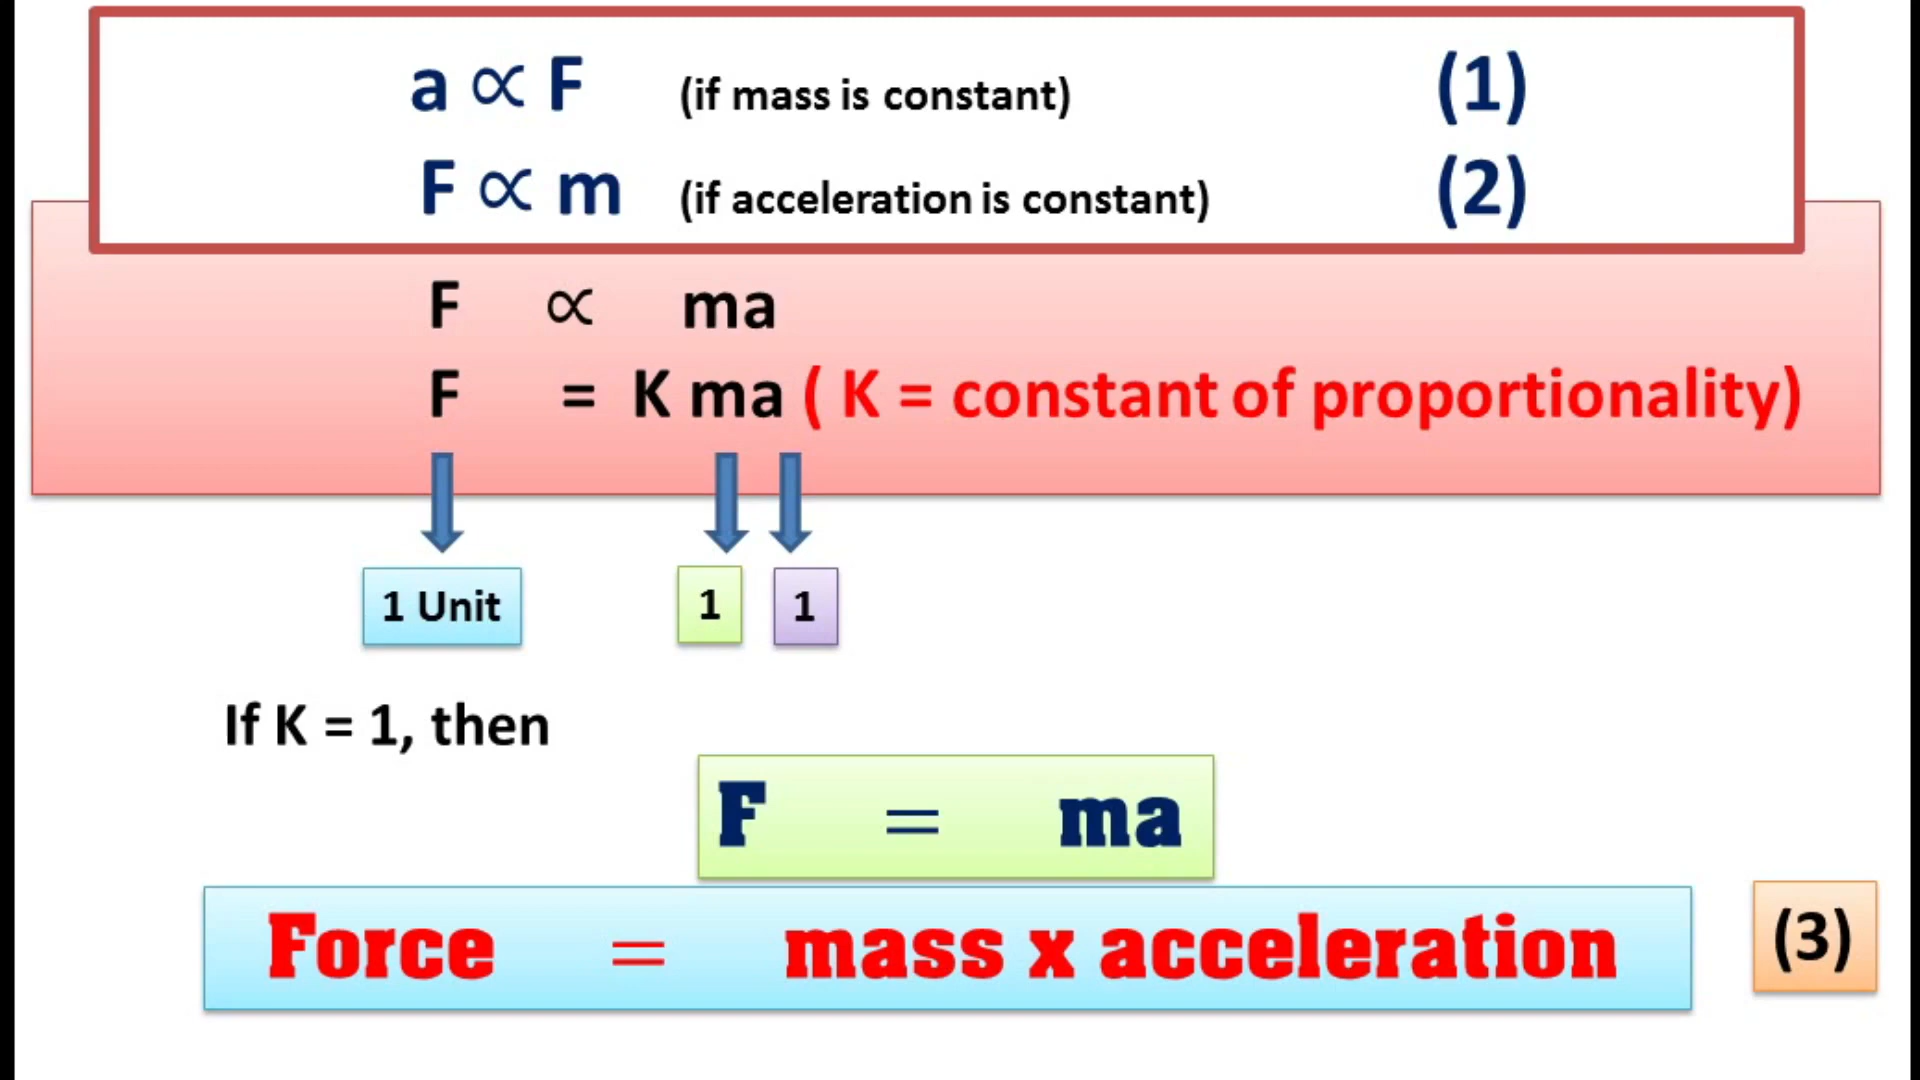 a ∝ F (if mass is constant) (1)
F ∝ m (if acceleration is constant) (2)
F ∝ ma
F = K ma ( K = constant of proportionality)
1 Unit 1 1
If K = 1, then
F = ma
Force = mass x acceleration (3)